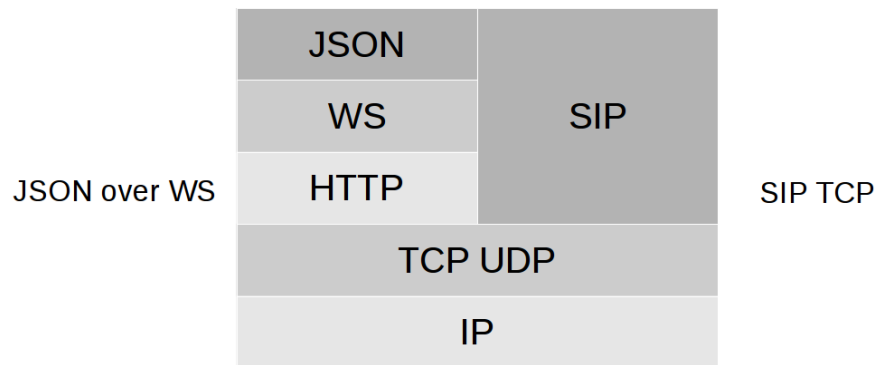 JSON
WS
SIP
HTTP
JSON over WS
SIP TCP
TCP UDP
IP